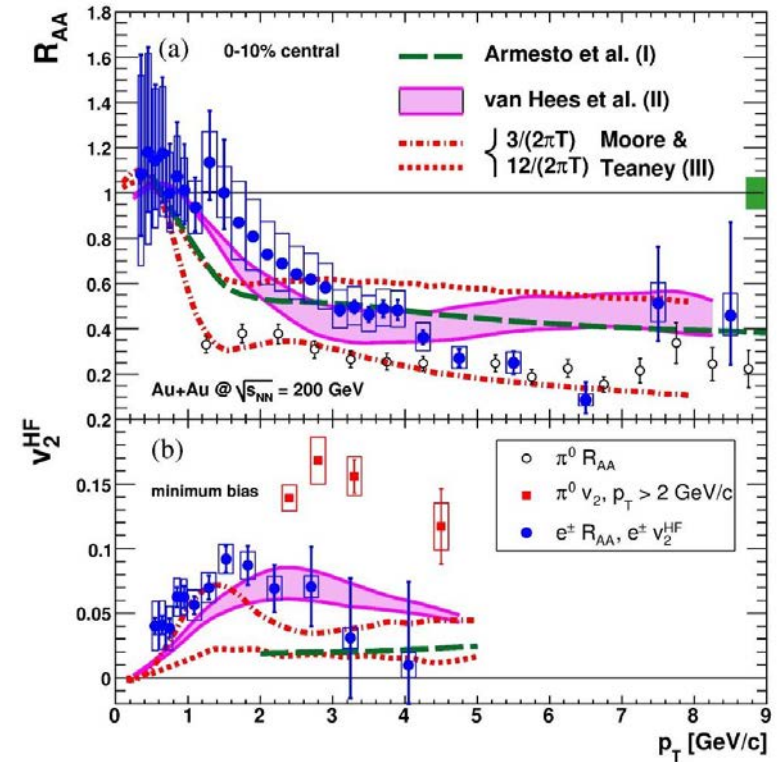 R_AA
1.8
1.6
1.4
1.2
1
0.8
0.6
0.4
0.2
(a) 0-10% central
Armesto et al. (I)
van Hees et al. (II)
3/(2πT) Moore &
12/(2πT) Teaney (III)
Au+Au @ √s_NN = 200 GeV
v_2^HF
0.2
0.15
0.1
0.05
0
(b)
minimum bias
π⁰ R_AA
π⁰ v_2, p_T > 2 GeV/c
e± R_AA, e± v_2^HF
0 1 2 3 4 5 6 7 8 9
p_T [GeV/c]